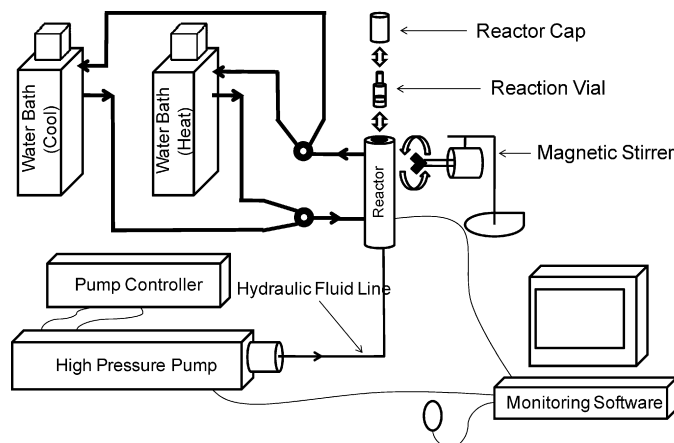 Reactor Cap
Reaction Vial
Magnetic Stirrer
Water Bath
(Cool)
Water Bath
(Heat)
Reactor
Pump Controller
Hydraulic Fluid Line
High Pressure Pump
Monitoring Software